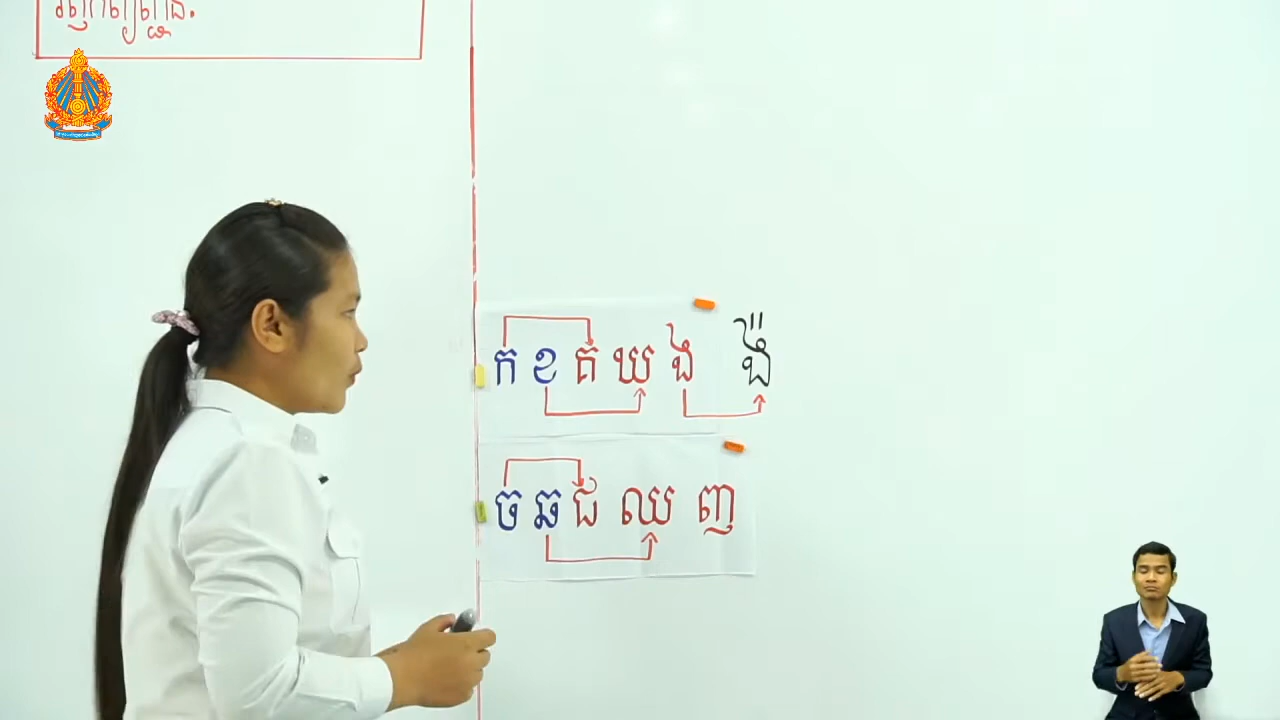 ក ខ គ ឃ ង ង៉
ច ឆ ជ ឈ ញ